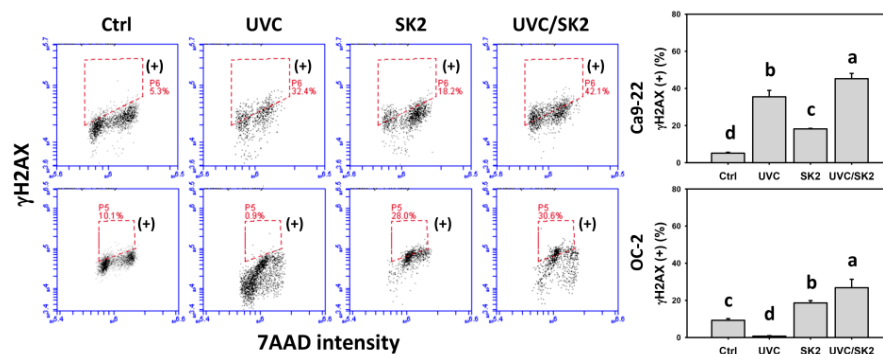 Ctrl UVC SK2 UVC/SK2
γH2AX
(+)
P6
5.3%
(+)
P6
32.4%
(+)
P6
18.2%
(+)
P6
42.1%
P5
10.1%
(+)
P5
0.9%
(+)
P5
28.0%
(+)
P5
30.6%
(+)
7AAD intensity
Ca9-22
γH2AX (+) (%)
80
60
40
20
0
d b c a
Ctrl UVC SK2 UVC/SK2
OC-2
γH2AX (+) (%)
80
60
40
20
0
c d b a
Ctrl UVC SK2 UVC/SK2